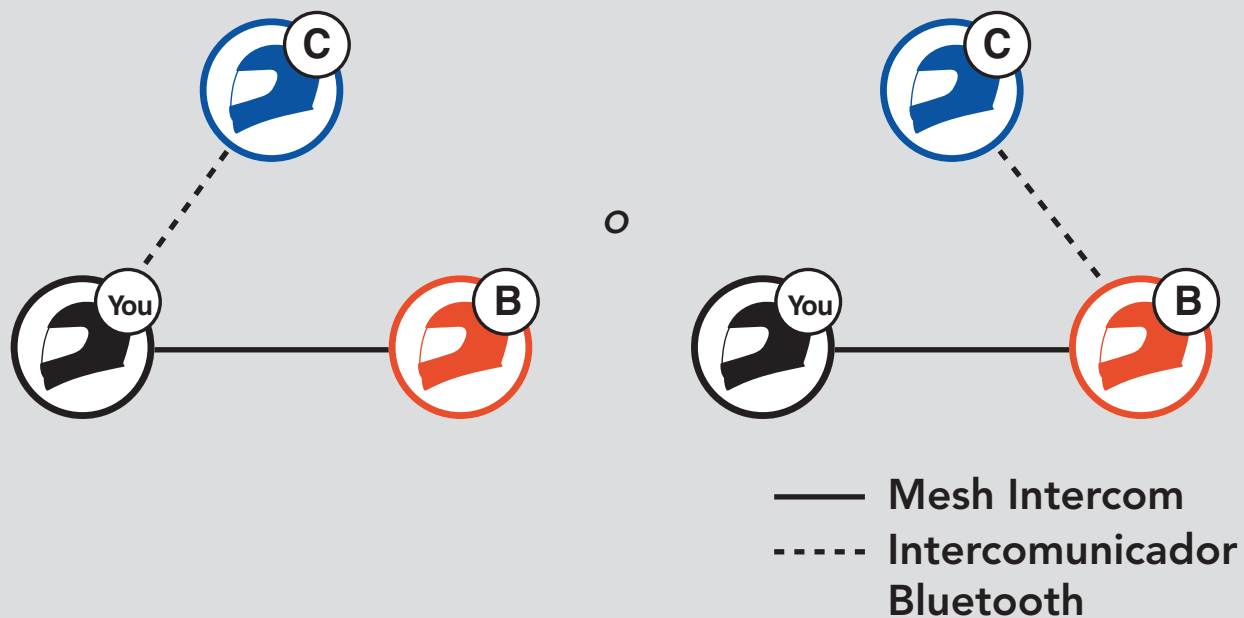 C
C
o
You
B
You
B
Mesh Intercom
Intercomunicador
Bluetooth